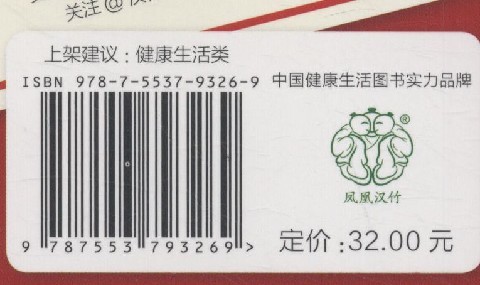 关注@
上架建议：健康生活类
ISBN 978-7-5537-9326-9
中国健康生活图书实力品牌
®
凤凰汉竹
9 787553 793269 >
定价：32.00 元